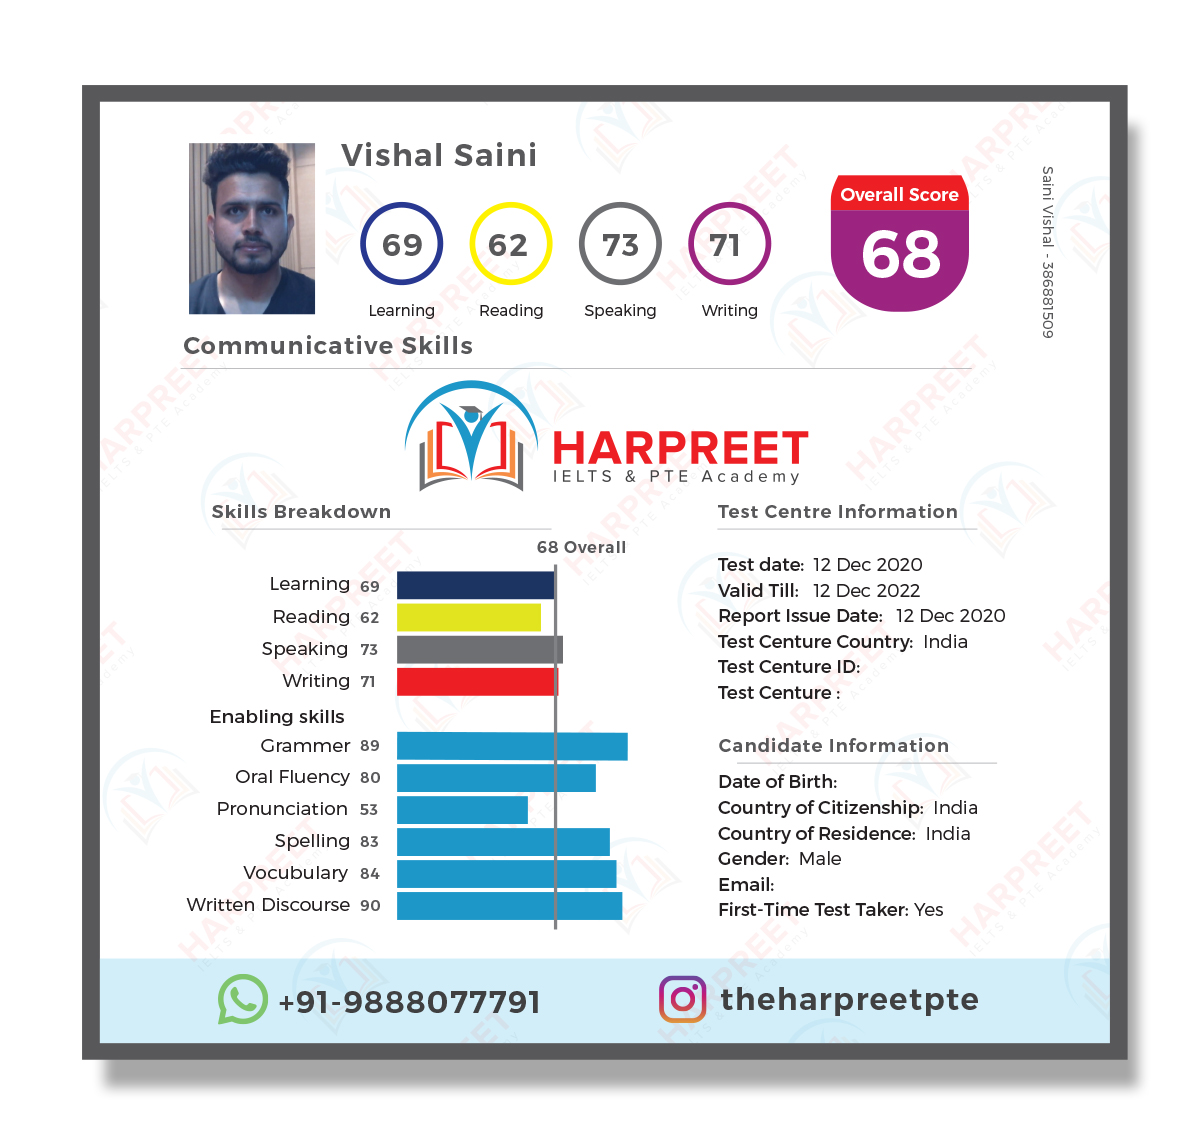 Vishal Saini
69 62 73 71
Learning Reading Speaking Writing
Overall Score
68
Saini Vishal - 386881509
Communicative Skills
HARPREET
IELTS & PTE Academy
Skills Breakdown
68 Overall
Learning 69
Reading 62
Speaking 73
Writing 71
Enabling skills
Grammer 89
Oral Fluency 80
Pronunciation 53
Spelling 83
Vocubulary 84
Written Discourse 90
Test Centre Information
Test date: 12 Dec 2020
Valid Till: 12 Dec 2022
Report Issue Date: 12 Dec 2020
Test Centure Country: India
Test Centure ID:
Test Centure :
Candidate Information
Date of Birth:
Country of Citizenship: India
Country of Residence: India
Gender: Male
Email:
First-Time Test Taker: Yes
+91-9888077791
theharpreetpte